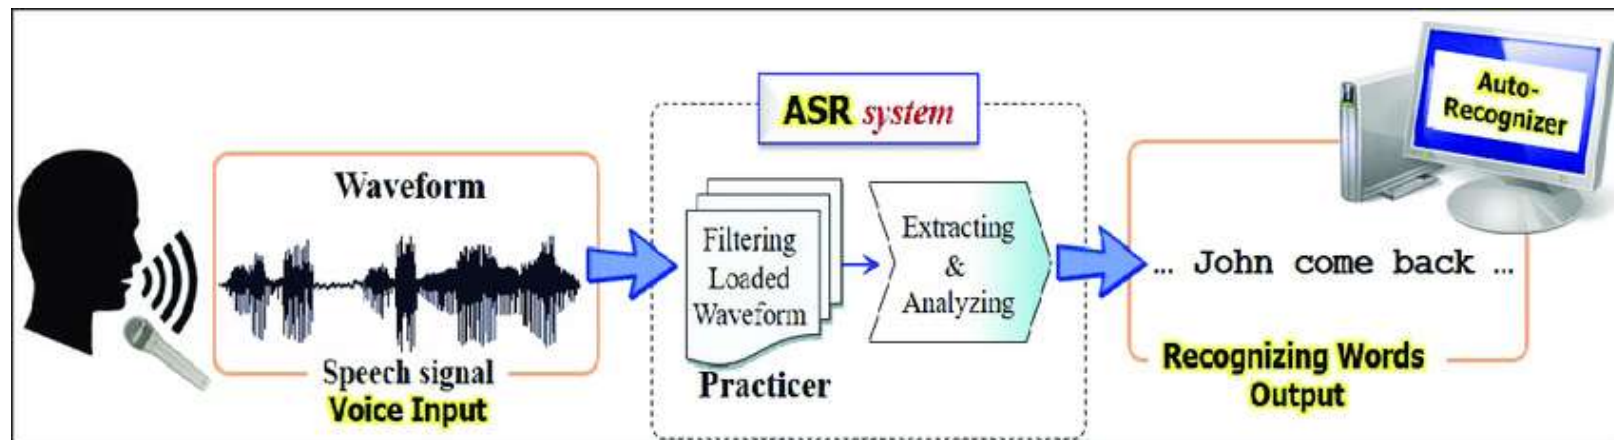 Waveform
Speech signal
Voice Input
ASR system
Filtering
Loaded
Waveform
Practicer
Extracting
&
Analyzing
Auto-
Recognizer
... John come back ...
Recognizing Words
Output